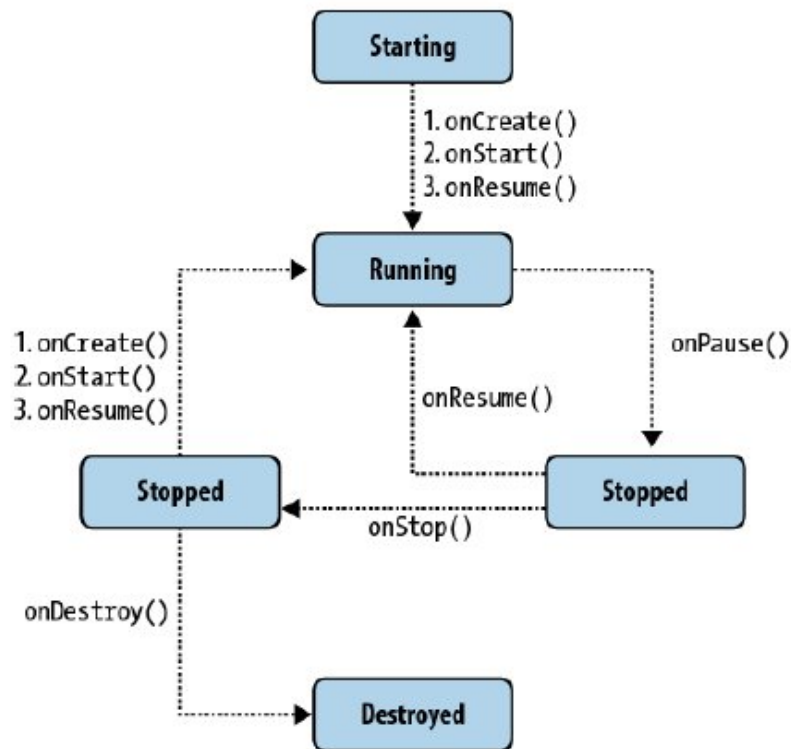 Starting
1. onCreate()
2. onStart()
3. onResume()
Running
1. onCreate()
2. onStart()
3. onResume()
onResume()
onPause()
Stopped
Stopped
onStop()
onDestroy()
Destroyed